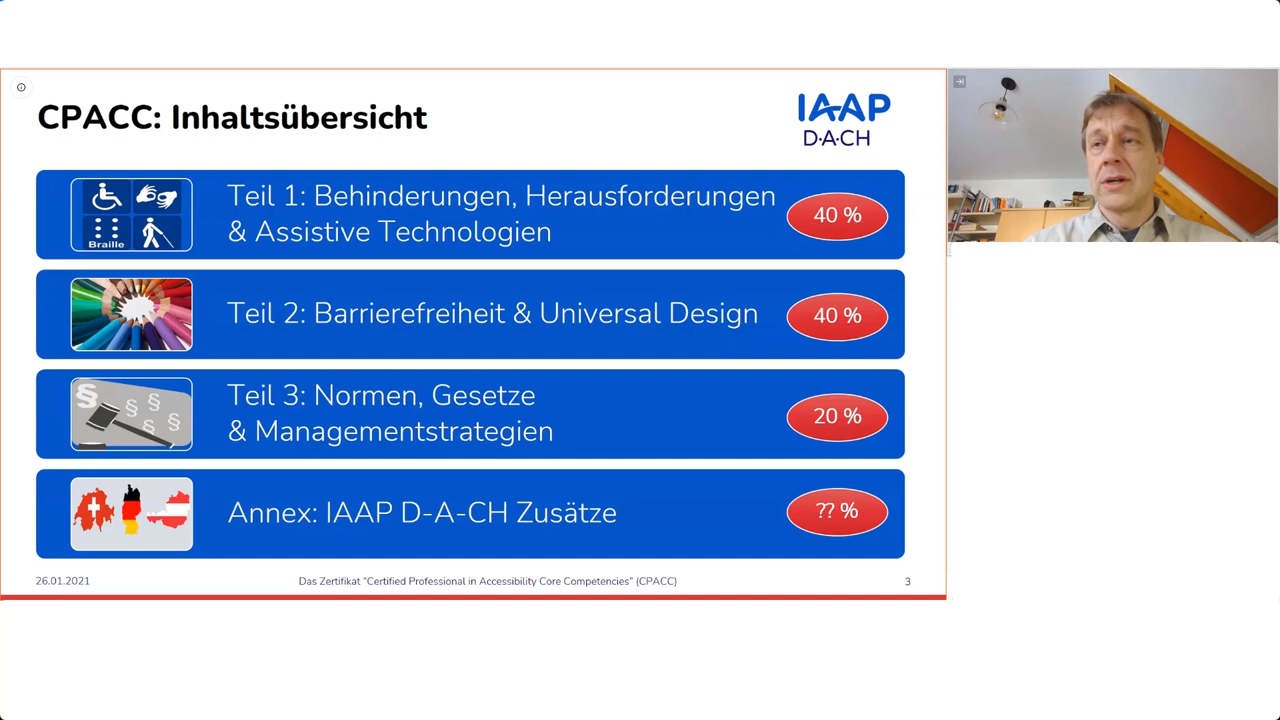 CPACC: Inhaltsübersicht
IAAP
D·A·CH
Teil 1: Behinderungen, Herausforderungen
& Assistive Technologien
40 %
Braille
Teil 2: Barrierefreiheit & Universal Design
40 %
Teil 3: Normen, Gesetze
& Managementstrategien
20 %
§
§
§
§
§
Annex: IAAP D-A-CH Zusätze
?? %
26.01.2021
Das Zertifikat “Certified Professional in Accessibility Core Competencies” (CPACC)
3